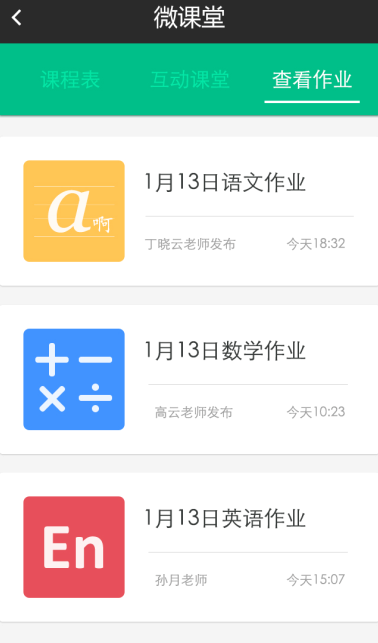 微课堂
课程表 互动课堂 查看作业
a啊
1月13日语文作业
丁晓云老师发布 今天18:32
+ −
× ÷
1月13日数学作业
高云老师发布 今天10:23
En
1月13日英语作业
孙月老师 今天15:07